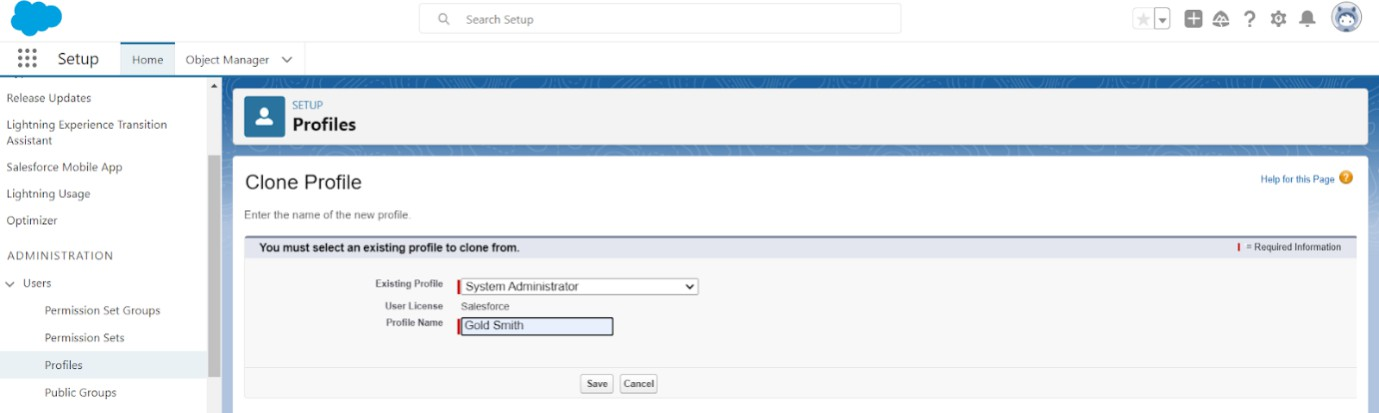 Search Setup
Setup
Home
Object Manager
Release Updates
Lightning Experience Transition
Assistant
Salesforce Mobile App
Lightning Usage
Optimizer
ADMINISTRATION
Users
Permission Set Groups
Permission Sets
Profiles
Public Groups
SETUP
Profiles
Clone Profile
Help for this Page
Enter the name of the new profile.
You must select an existing profile to clone from.
= Required Information
Existing Profile System Administrator
User License Salesforce
Profile Name Gold Smith
Save Cancel